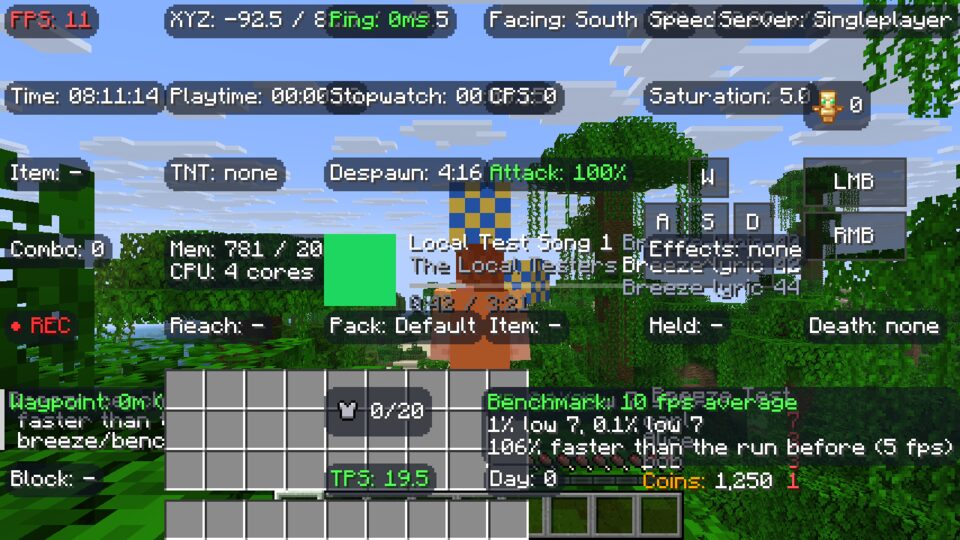 FPS: 11
XYZ: -92.5 / 8
Ping: 0ms
5
Facing: South
Speed
Server: Singleplayer
Time: 08:11:14
Playtime: 00:00
Stopwatch: 00
CPS: 0
Saturation: 5.0
0
Item: -
TNT: none
Despawn: 4:16
Attack: 100%
W
LMB
A S D
RMB
Combo: 0
Mem: 781 / 20
CPU: 4 cores
Local Test Song 1
The Local Testers
0:42 / 3:21
Effects: none
Breeze lyric 44
REC
Reach: -
Pack: Default
Item: -
Held: -
Death: none
Waypoint: 0m
faster than
breeze/benc
0/20
Benchmark: 10 fps average
1% low 7, 0.1% low 7
106% faster than the run before (5 fps)
Block: -
TPS: 19.5
Day: 0
Coins: 1,250
1